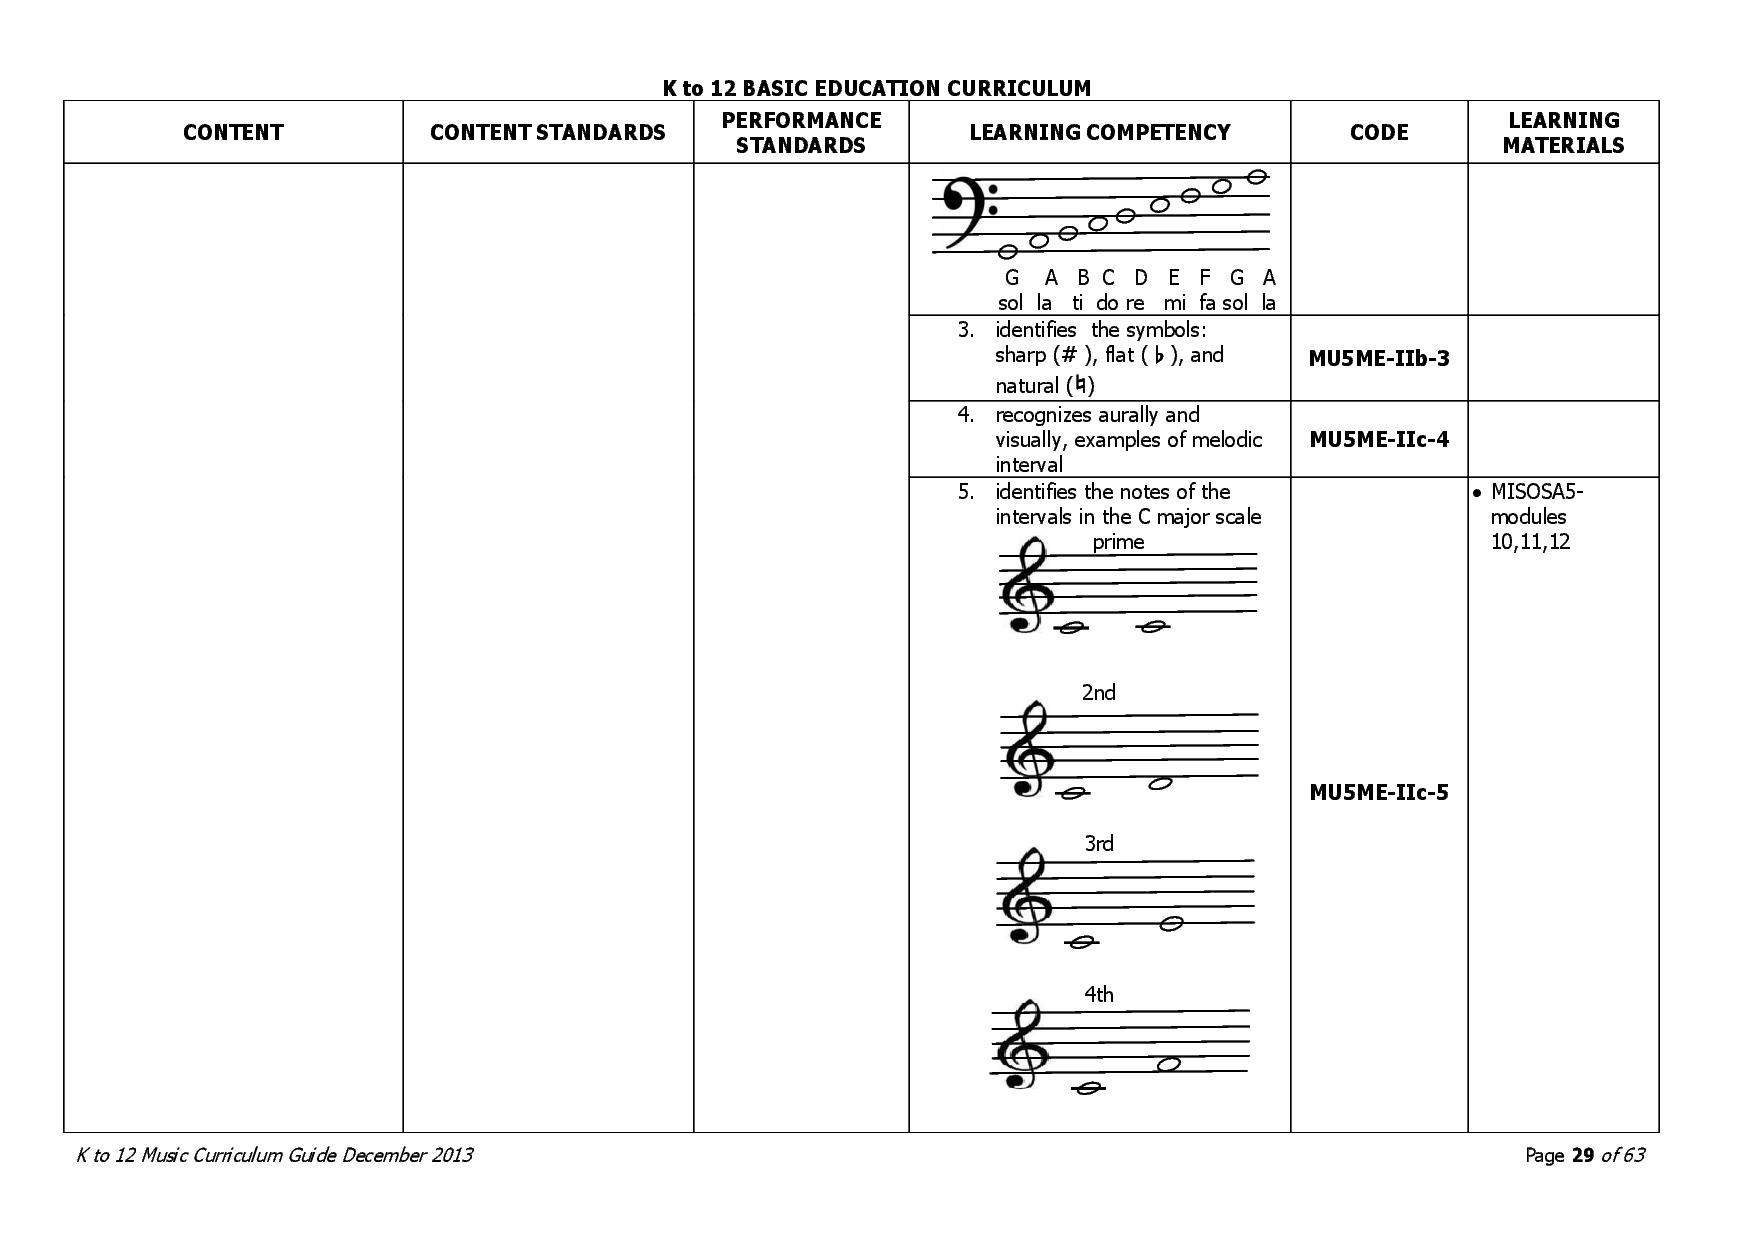 K to 12 BASIC EDUCATION CURRICULUM
CONTENT
CONTENT STANDARDS
PERFORMANCE
STANDARDS
LEARNING COMPETENCY
CODE
LEARNING
MATERIALS
G A B C D E F G A
sol la ti do re mi fa sol la
3. identifies the symbols:
sharp (# ), flat ( ♭ ), and
natural (♮)
MU5ME-IIb-3
4. recognizes aurally and
visually, examples of melodic
interval
MU5ME-IIc-4
5. identifies the notes of the
intervals in the C major scale
prime
2nd
3rd
4th
MU5ME-IIc-5
• MISOSA5-
modules
10,11,12
K to 12 Music Curriculum Guide December 2013
Page 29 of 63